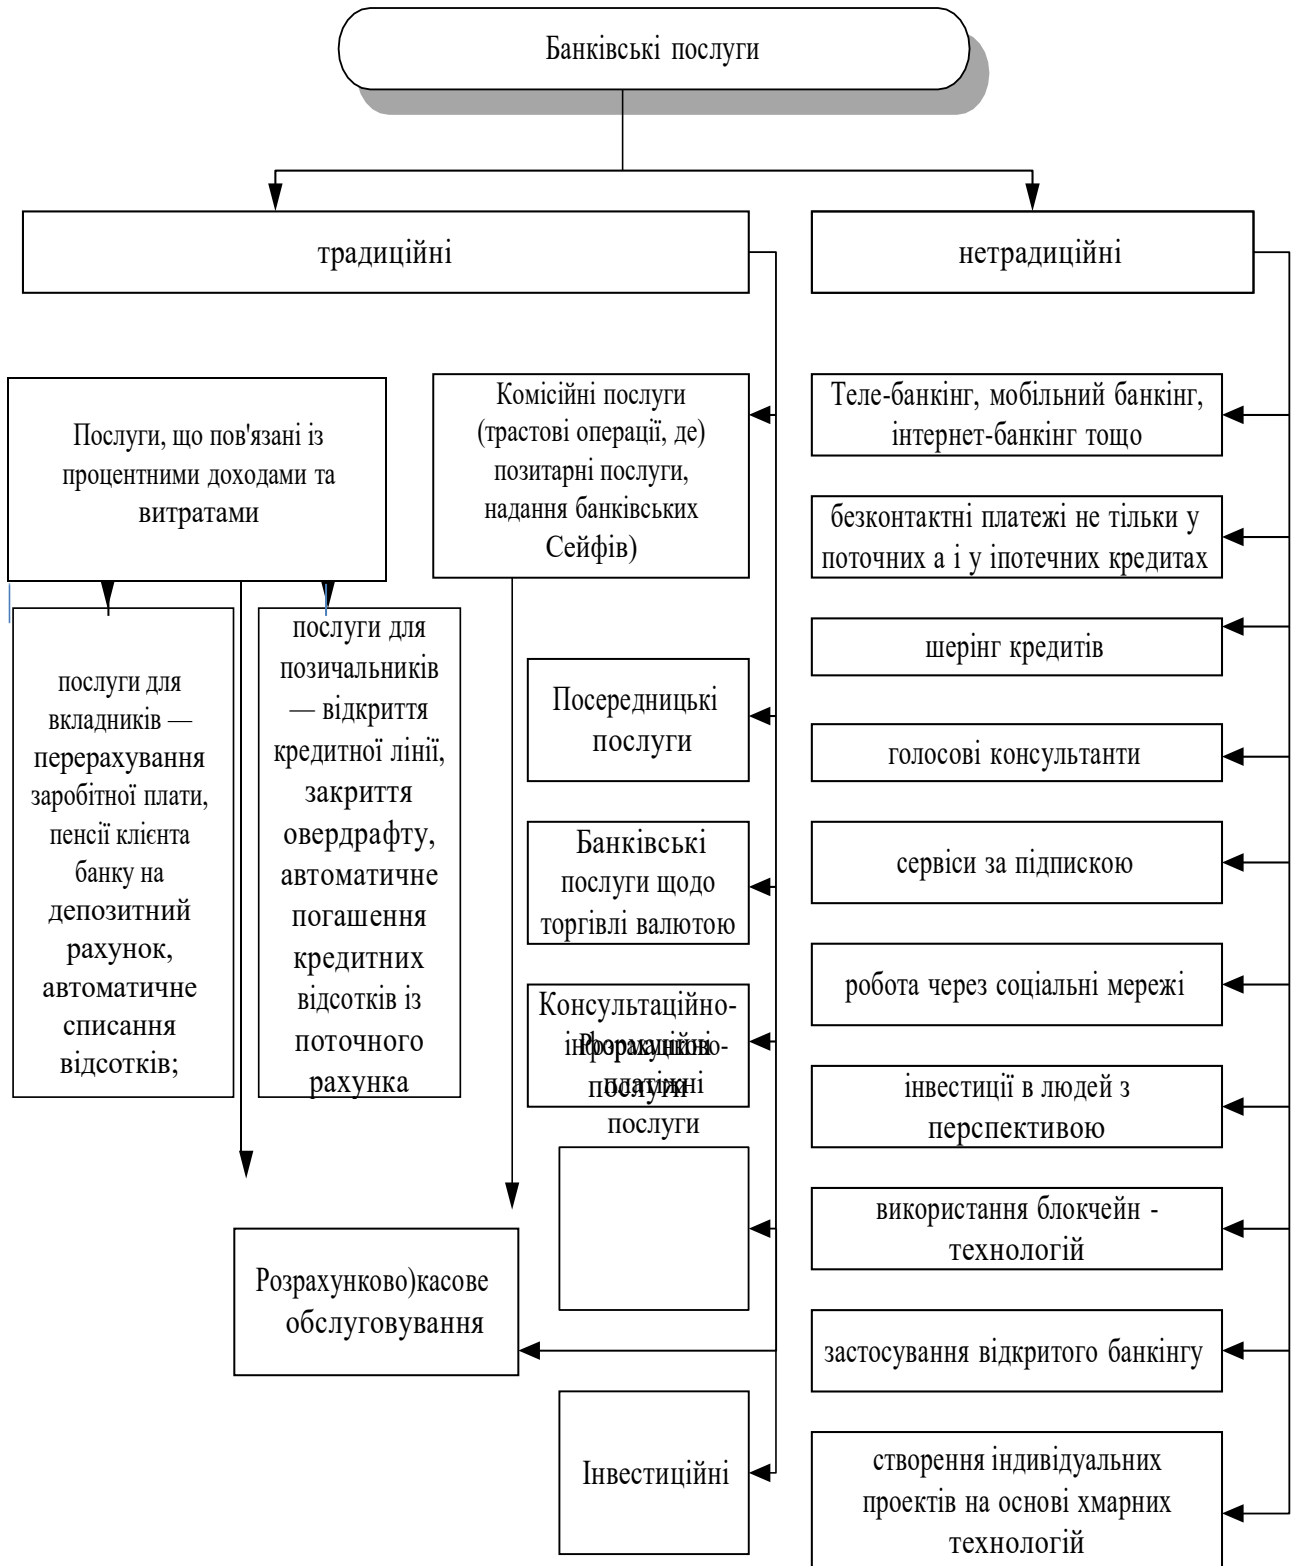 Банківські послуги
традиційні
нетрадиційні
Послуги, що пов'язані із
процентними доходами та
витратами
послуги для
вкладників —
перерахування
заробітної плати,
пенсії клієнта
банку на
депозитний
рахунок,
автоматичне
списання
відсотків;
послуги для
позичальників
— відкриття
кредитної лінії,
закриття
овердрафту,
автоматичне
погашення
кредитних
відсотків із
поточного
рахунка
Комісійні послуги
(трастові операції, де)
позитарні послуги,
надання банківських
Сейфів)
Посередницькі
послуги
Банківські
послуги щодо
торгівлі валютою
Консультаційно-
інформаційні
послуги
Розрахунково-
платіжні
послуги
Розрахунково)касове
обслуговування
Інвестиційні
Теле-банкінг, мобільний банкінг,
інтернет-банкінг тощо
безконтактні платежі не тільки у
поточних а і у іпотечних кредитах
шерінг кредитів
голосові консультанти
сервіси за підпискою
робота через соціальні мережі
інвестиції в людей з
перспективою
використання блокчейн -
технологій
застосування відкритого банкінгу
створення індивідуальних
проектів на основі хмарних
технологій